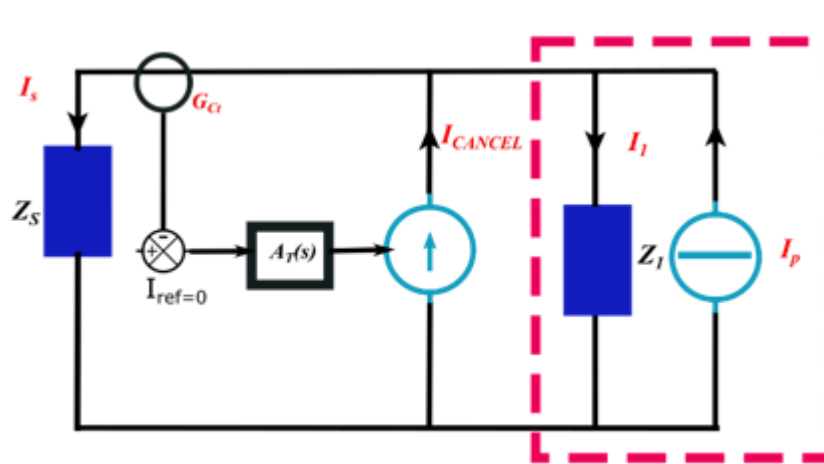 Is
GCt
ICANCEL
I1
ZS
-
+
AT(s)
Z1
Ip
Iref=0